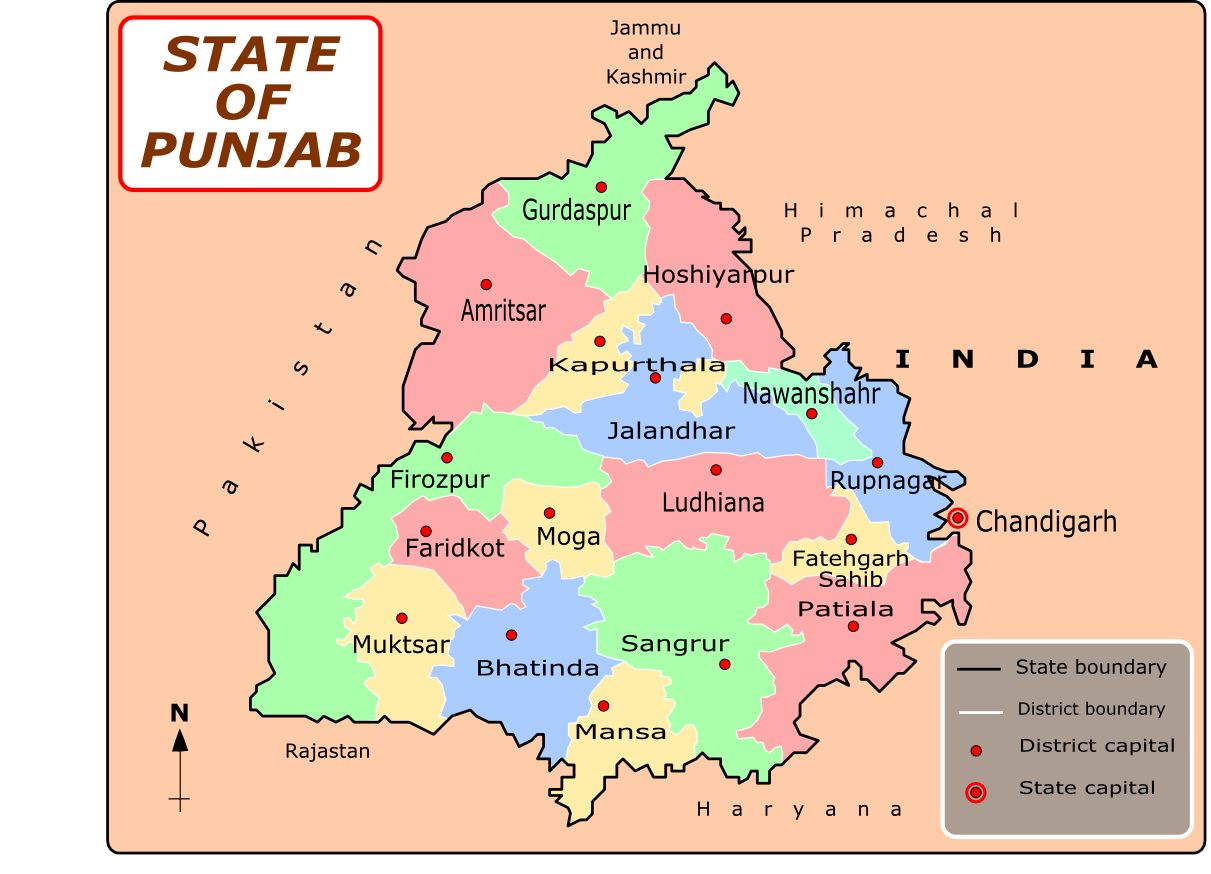 STATE
OF
PUNJAB
Jammu
and
Kashmir
Himachal
Pradesh
Pakistan
INDIA
Gurdaspur
Hoshiyarpur
Amritsar
Kapurthala
Nawanshahr
Jalandhar
Firozpur
Rupnagar
Ludhiana
Chandigarh
Moga
Faridkot
Fatehgarh
Sahib
Patiala
Muktsar
Sangrur
Bhatinda
Mansa
N
Rajastan
Haryana
State boundary
District boundary
District capital
State capital